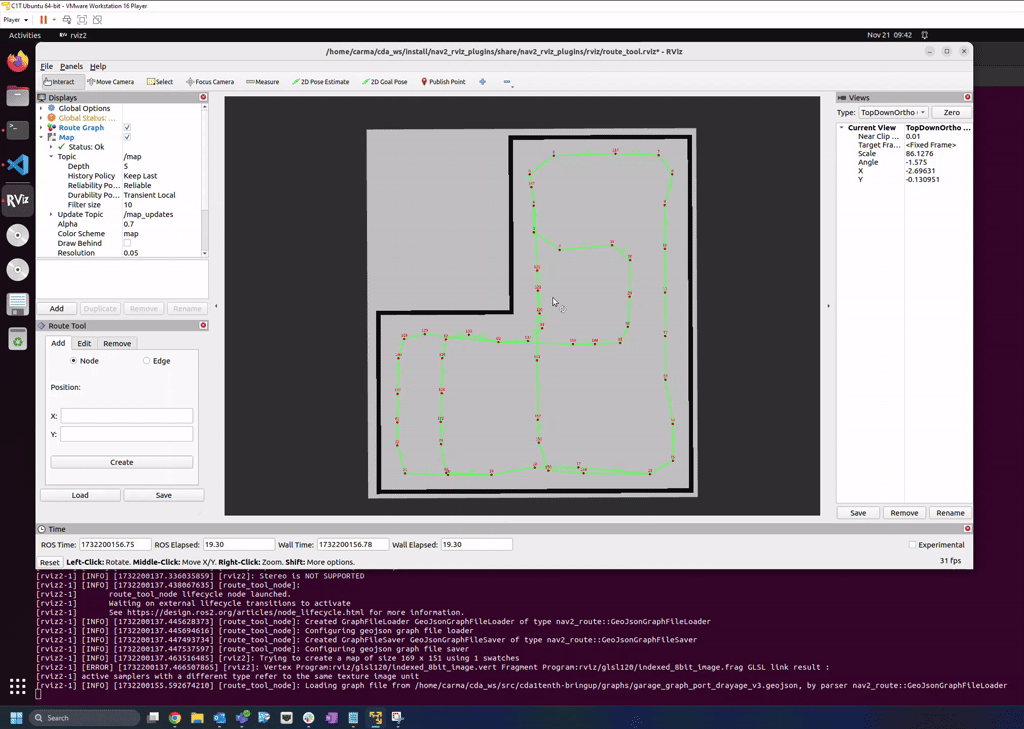 C1T Ubuntu 64-bit - VMware Workstation 16 Player
Player
Activities
rviz2
Nov 21 09:42
/home/carma/cda_ws/install/nav2_rviz_plugins/share/nav2_rviz_plugins/rviz/route_tool.rviz* - RViz
File Panels Help
Interact
Move Camera
Select
Focus Camera
Measure
2D Pose Estimate
2D Goal Pose
Publish Point
Displays
Global Options
Global Status: ...
Route Graph
Map
Status: Ok
Topic /map
Depth 5
History Policy Keep Last
Reliability Po... Reliable
Durability Po... Transient Local
Filter size 10
Update Topic /map_updates
Alpha 0.7
Color Scheme map
Draw Behind
Resolution 0.05
Add Duplicate Remove Rename
Route Tool
Add Edit Remove
Node Edge
Position:
X:
Y:
Create
Load Save
RViz
Views
Type: TopDownOrtho Zero
Current View TopDownOrtho ...
Near Clip ... 0.01
Target Fra... <Fixed Frame>
Scale 86.1276
Angle -1.575
X -2.69631
Y -0.130951
Save Remove Rename
Time
ROS Time: 1732200156.75 ROS Elapsed: 19.30 Wall Time: 1732200156.78 Wall Elapsed: 19.30 Experimental
Reset Left-Click: Rotate. Middle-Click: Move X/Y. Right-Click: Zoom. Shift: More options. 31 fps
[rviz2-1] [INFO] [1732200137.336035859] [rviz2]: Stereo is NOT SUPPORTED
[rviz2-1] [INFO] [1732200137.438067635] [route_tool_node]:
[rviz2-1] route_tool_node lifecycle node launched.
[rviz2-1] Waiting on external lifecycle transitions to activate
[rviz2-1] See https://design.ros2.org/articles/node_lifecycle.html for more information.
[rviz2-1] [INFO] [1732200137.445628373] [route_tool_node]: Created GraphFileLoader GeoJsonGraphFileLoader of type nav2_route::GeoJsonGraphFileLoader
[rviz2-1] [INFO] [1732200137.445694616] [route_tool_node]: Configuring geojson graph file loader
[rviz2-1] [INFO] [1732200137.447493734] [route_tool_node]: Created GraphFileSaver GeoJsonGraphFileSaver of type nav2_route::GeoJsonGraphFileSaver
[rviz2-1] [INFO] [1732200137.447537597] [route_tool_node]: Configuring geojson graph file saver
[rviz2-1] [INFO] [1732200137.463516485] [rviz2]: Trying to create a map of size 169 x 151 using 1 swatches
[rviz2-1] [ERROR] [1732200137.466507865] [rviz2]: Vertex Program:rviz/glsl120/indexed_8bit_image.vert Fragment Program:rviz/glsl120/indexed_8bit_image.frag GLSL link result :
[rviz2-1] active samplers with a different type refer to the same texture image unit
[rviz2-1] [INFO] [1732200155.592674210] [route_tool_node]: Loading graph file from /home/carma/cda_ws/src/cda1tenth-bringup/graphs/garage_graph_port_drayage_v3.geojson, by parser nav2_route::GeoJsonGraphFileLoader
Search